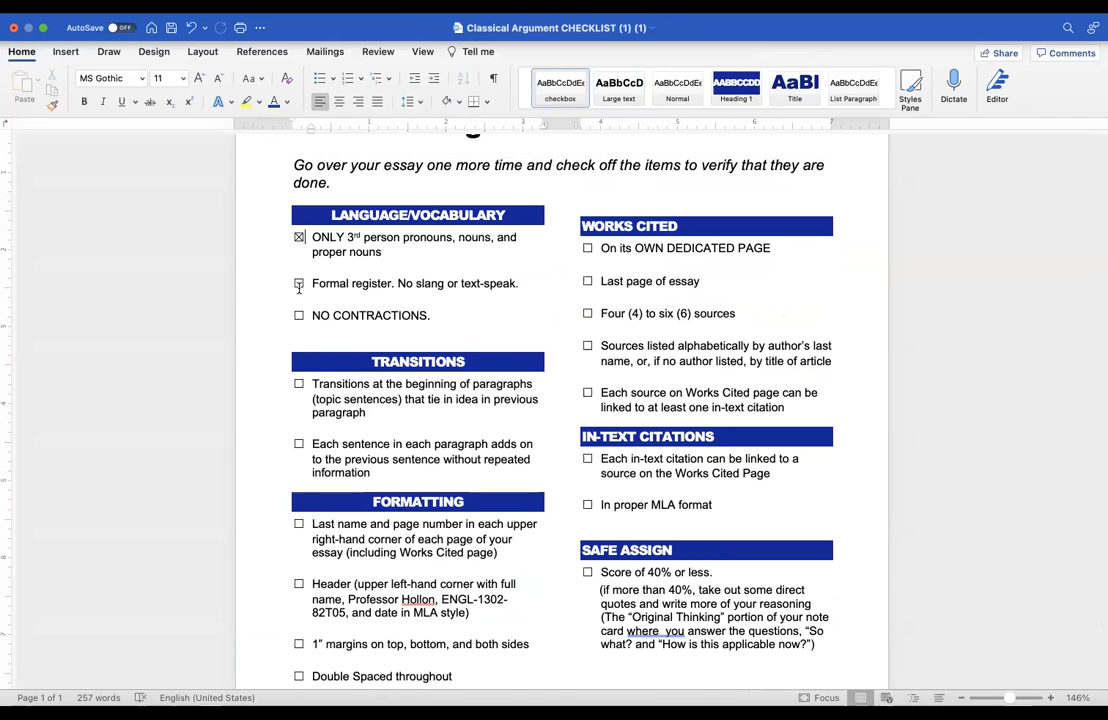 AutoSave OFF
Classical Argument CHECKLIST (1) (1)
Home Insert Draw Design Layout References Mailings Review View Tell me
Share Comments
Paste
MS Gothic 11
AaBbCcDdEe AaBbCcD AaBbCcDdEe AABBCCDD AaBl AaBbCcDdEe
checkbox Large text Normal Heading 1 Title List Paragraph
Styles Pane
Dictate
Editor
Go over your essay one more time and check off the items to verify that they are
done.
LANGUAGE/VOCABULARY
☒ ONLY 3rd person pronouns, nouns, and
proper nouns
☐ Formal register. No slang or text-speak.
☐ NO CONTRACTIONS.
TRANSITIONS
☐ Transitions at the beginning of paragraphs
(topic sentences) that tie in idea in previous
paragraph
☐ Each sentence in each paragraph adds on
to the previous sentence without repeated
information
FORMATTING
☐ Last name and page number in each upper
right-hand corner of each page of your
essay (including Works Cited page)
☐ Header (upper left-hand corner with full
name, Professor Hollon, ENGL-1302-
82T05, and date in MLA style)
☐ 1” margins on top, bottom, and both sides
☐ Double Spaced throughout
WORKS CITED
☐ On its OWN DEDICATED PAGE
☐ Last page of essay
☐ Four (4) to six (6) sources
☐ Sources listed alphabetically by author’s last
name, or, if no author listed, by title of article
☐ Each source on Works Cited page can be
linked to at least one in-text citation
IN-TEXT CITATIONS
☐ Each in-text citation can be linked to a
source on the Works Cited Page
☐ In proper MLA format
SAFE ASSIGN
☐ Score of 40% or less.
(if more than 40%, take out some direct
quotes and write more of your reasoning
(The “Original Thinking” portion of your note
card where you answer the questions, “So
what? and “How is this applicable now?”)
Page 1 of 1 257 words English (United States) Focus 146%